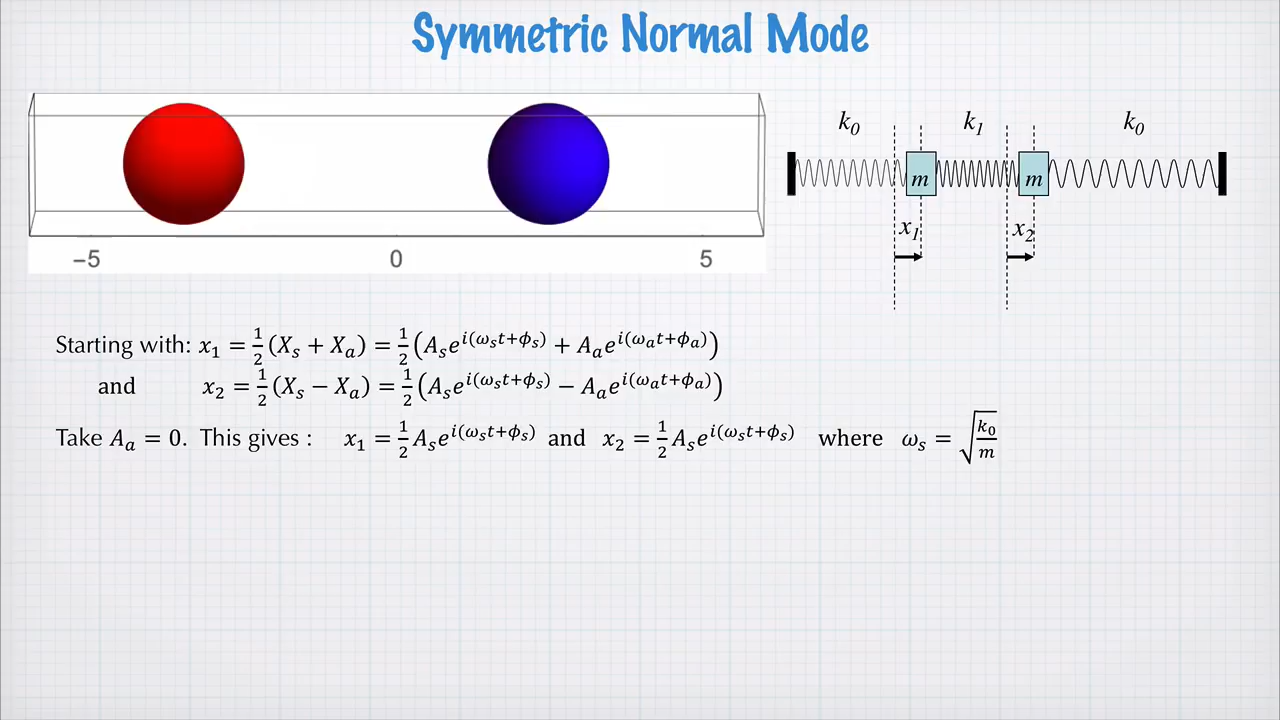 Symmetric Normal Mode
−5 0 5
k₀ k₁ k₀
m m
x₁ x₂
Starting with: x₁ = ½(Xₛ + Xₐ) = ½(Aₛe^{i(ωₛt+ϕₛ)} + Aₐe^{i(ωₐt+ϕₐ)})
and x₂ = ½(Xₛ − Xₐ) = ½(Aₛe^{i(ωₛt+ϕₛ)} − Aₐe^{i(ωₐt+ϕₐ)})
Take Aₐ = 0. This gives : x₁ = ½Aₛe^{i(ωₛt+ϕₛ)} and x₂ = ½Aₛe^{i(ωₛt+ϕₛ)} where ωₛ = √(k₀/m)